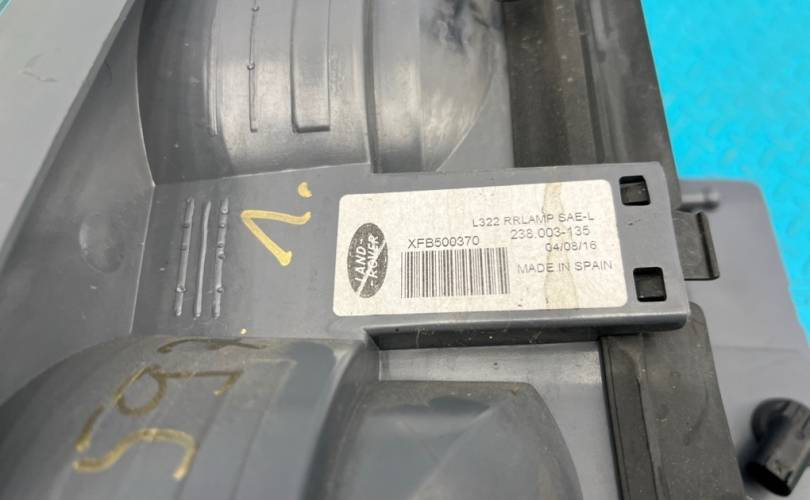 L322 RRLAMP SAE-L
XFB500370 238.003-135
04/08/16
MADE IN SPAIN
LAND-
ROVER